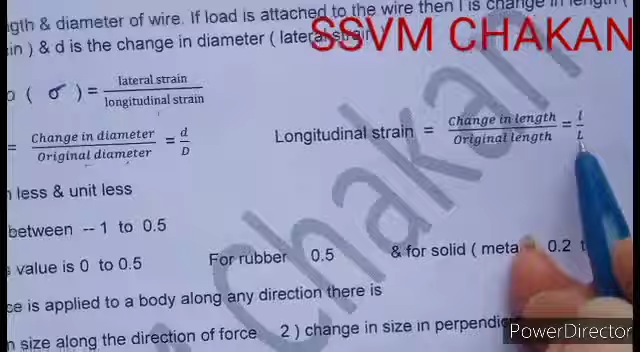 gth & diameter of wire. If load is attached to the wire then l is change in length (
in ) & d is the change in diameter ( lateral strain
SSVM CHAKAN
( σ ) = lateral strain / longitudinal strain
= Change in diameter / Original diameter = d / D
Longitudinal strain = Change in length / Original length = l / L
less & unit less
between -- 1 to 0.5
value is 0 to 0.5 For rubber 0.5 & for solid ( meta 0.2 t
ce is applied to a body along any direction there is
size along the direction of force 2 ) change in size in perpendic
Chakan
PowerDirector